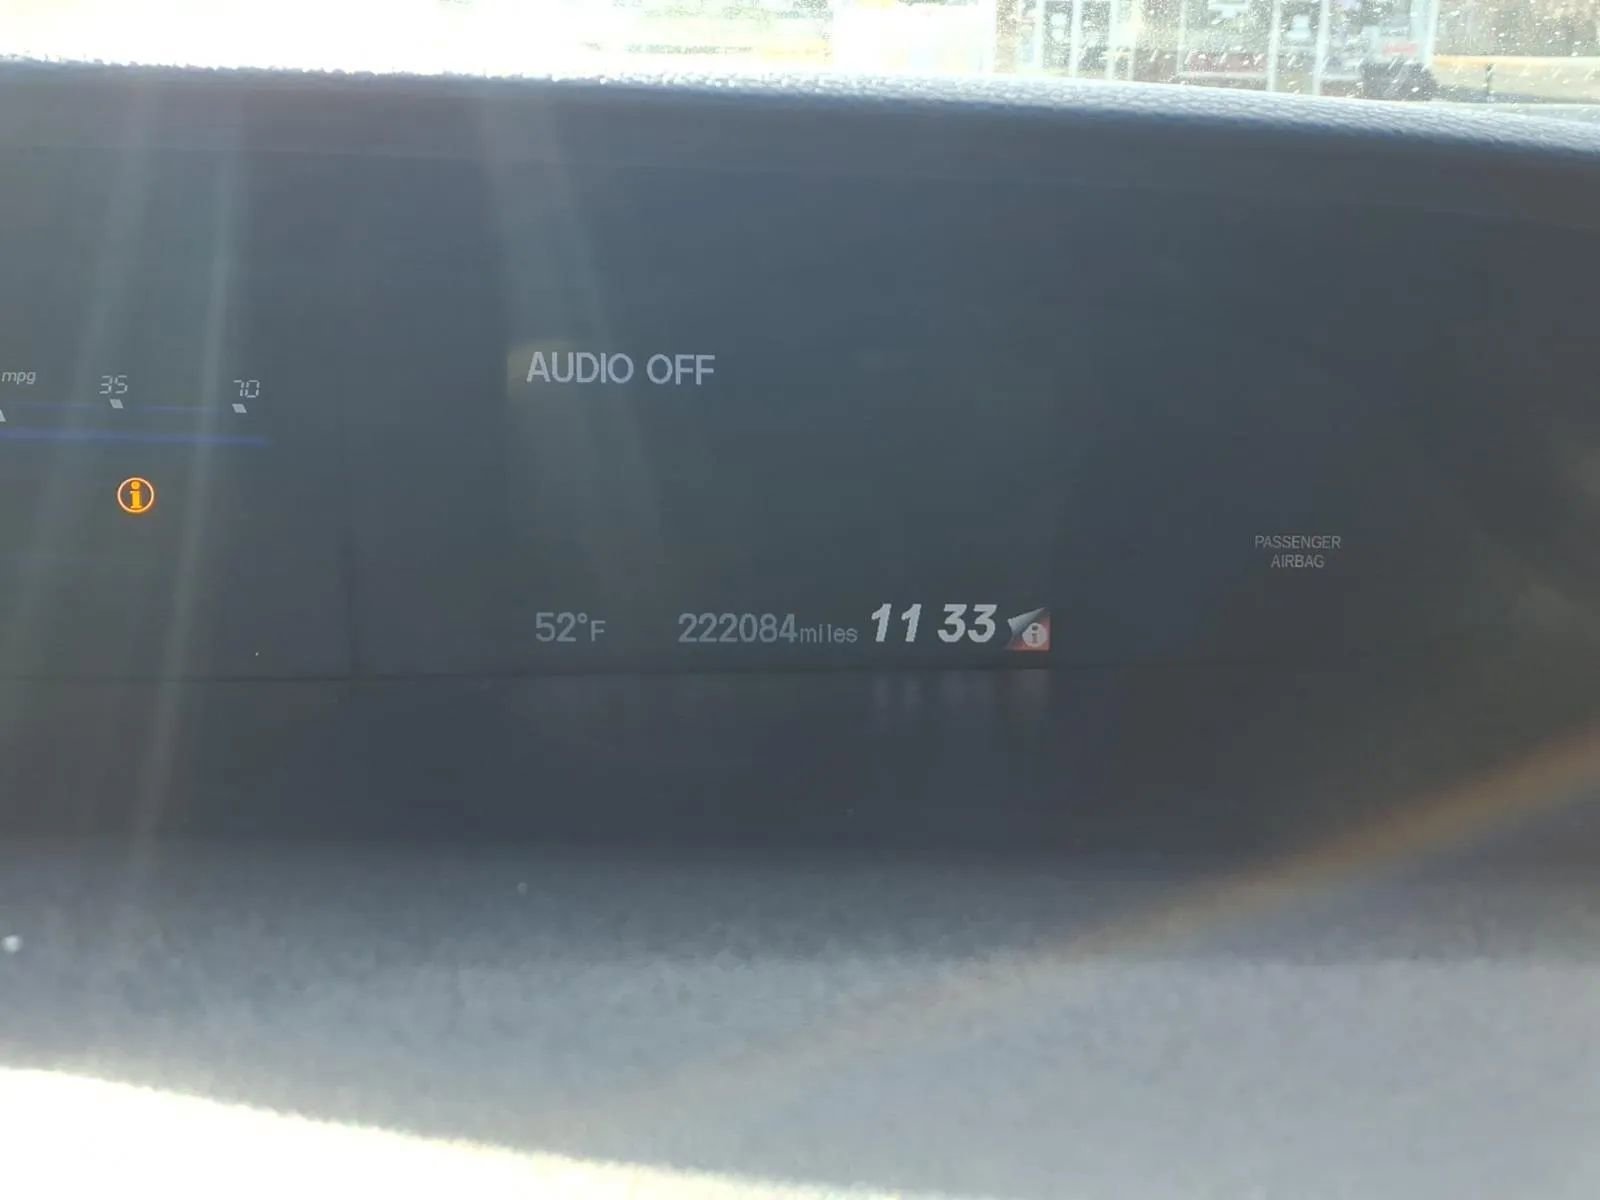 mpg 35 70
AUDIO OFF
i
PASSENGER
AIRBAG
52°F 222084miles 11 33 i